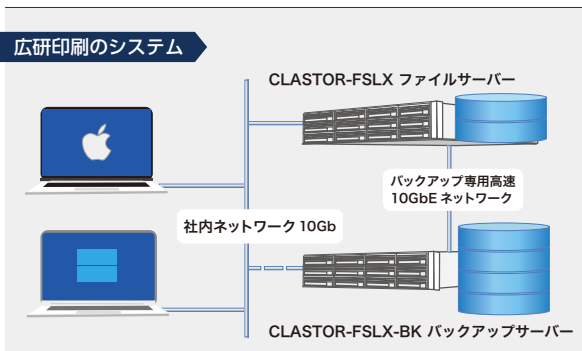 広研印刷のシステム
CLASTOR-FSLX ファイルサーバー
バックアップ専用高速
10GbE ネットワーク
社内ネットワーク 10Gb
CLASTOR-FSLX-BK バックアップサーバー